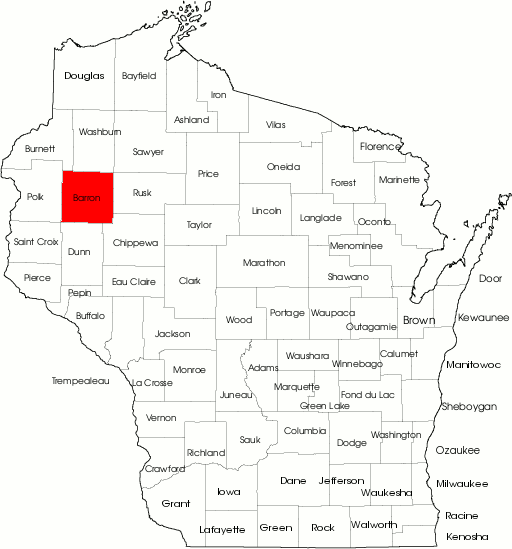 Douglas
Bayfield
Iron
Ashland
Vilas
Washburn
Burnett
Sawyer
Florence
Oneida
Price
Forest
Marinette
Polk
Barron
Rusk
Lincoln
Langlade
Oconto
Taylor
Saint Croix
Dunn
Chippewa
Menominee
Marathon
Shawano
Pierce
Eau Claire
Clark
Door
Pepin
Buffalo
Wood
Portage
Waupaca
Outagamie
Brown
Kewaunee
Jackson
Waushara
Calumet
Winnebago
Manitowoc
Trempealeau
La Crosse
Monroe
Adams
Marquette
Juneau
Green Lake
Fond du Lac
Sheboygan
Vernon
Columbia
Washington
Sauk
Dodge
Richland
Ozaukee
Crawford
Grant
Iowa
Dane
Jefferson
Waukesha
Milwaukee
Lafayette
Green
Rock
Walworth
Racine
Kenosha